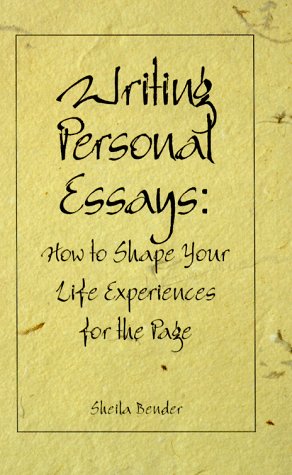 Writing
Personal
Essays:
How to Shape Your
Life Experiences
for the Page
Sheila Bender